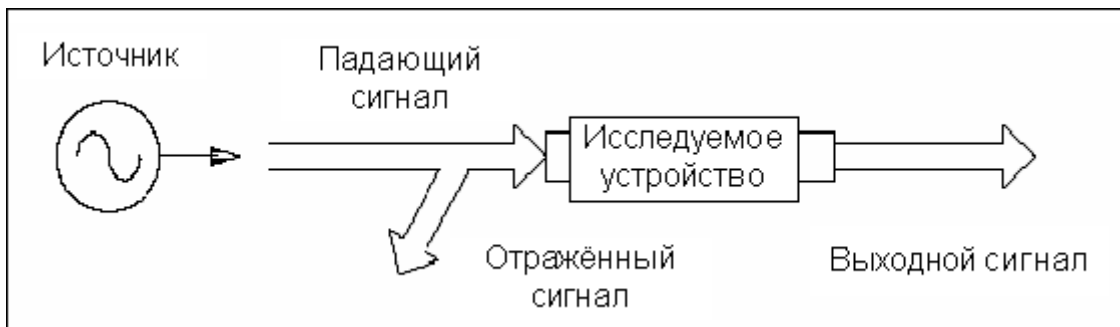 Источник
Падающий
сигнал
Исследуемое
устройство
Отражённый
сигнал
Выходной сигнал